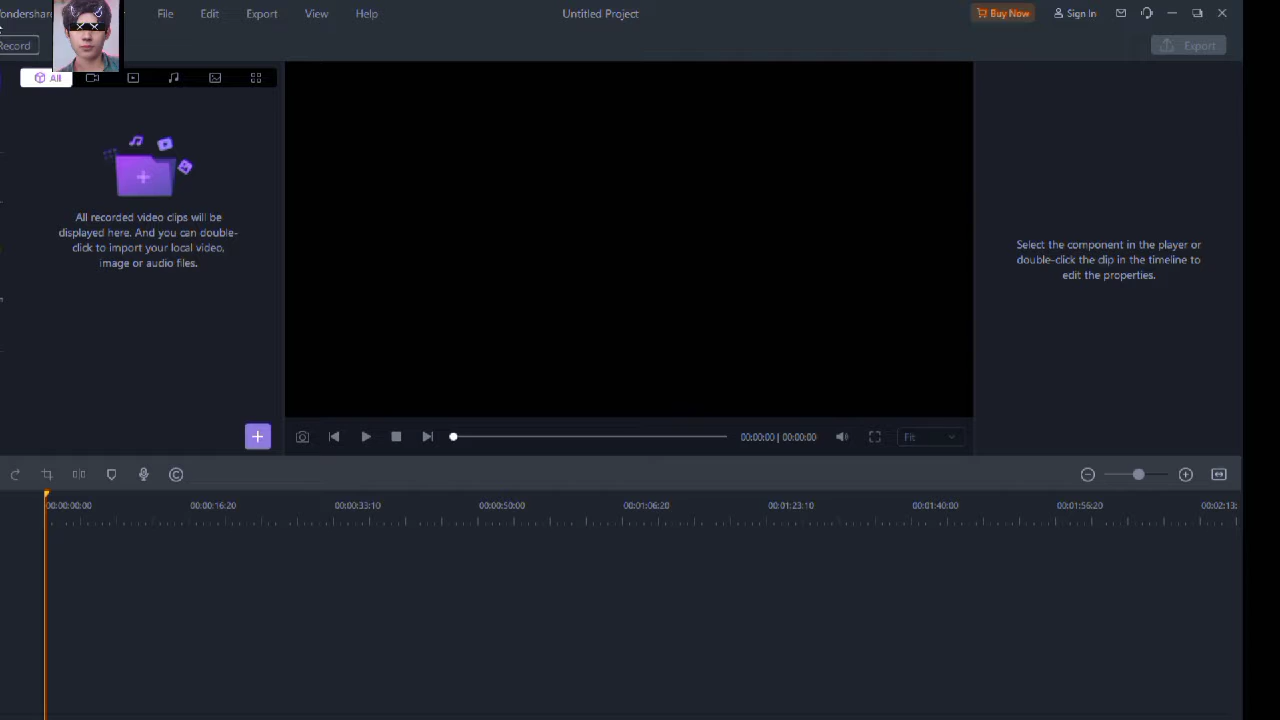 Wondershare
File Edit Export View Help
Untitled Project
Buy Now
Sign In
Record
Export
All
All recorded video clips will be
displayed here. And you can double-
click to import your local video,
image or audio files.
Select the component in the player or
double-click the clip in the timeline to
edit the properties.
00:00:00 | 00:00:00
Fit
00:00:00:00 00:00:16:20 00:00:33:10 00:00:50:00 00:01:06:20 00:01:23:10 00:01:40:00 00:01:56:20 00:02:13: